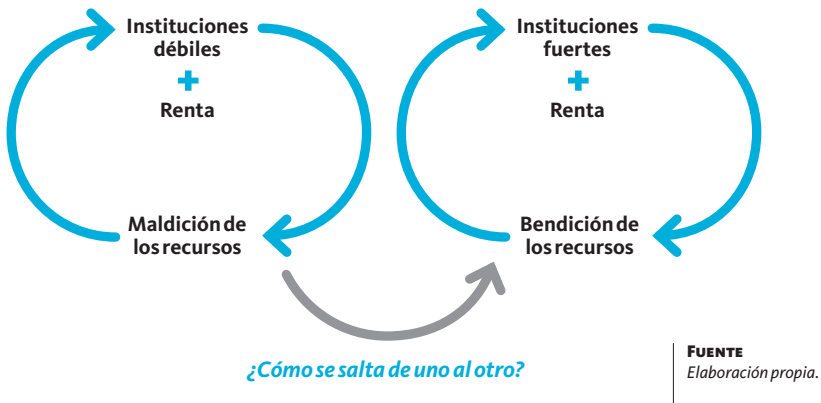 Instituciones
débiles
+
Renta
Maldición de
los recursos
Instituciones
fuertes
+
Renta
Bendición de
los recursos
¿Cómo se salta de uno al otro?
FUENTE
Elaboración propia.